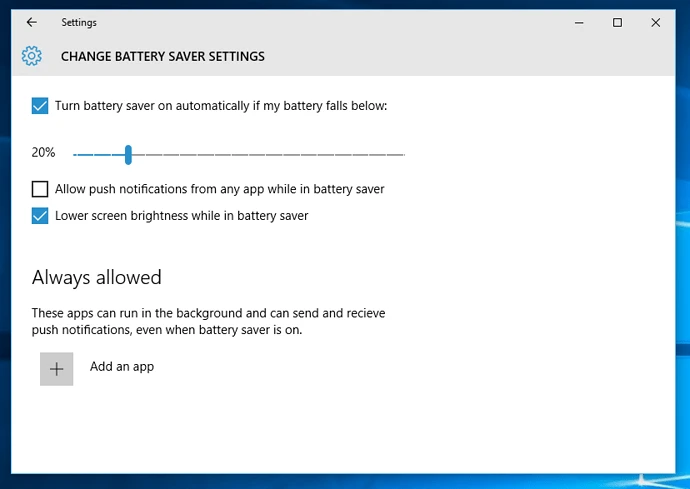 Settings
CHANGE BATTERY SAVER SETTINGS
Turn battery saver on automatically if my battery falls below:
20%
Allow push notifications from any app while in battery saver
Lower screen brightness while in battery saver
Always allowed
These apps can run in the background and can send and recieve
push notifications, even when battery saver is on.
Add an app